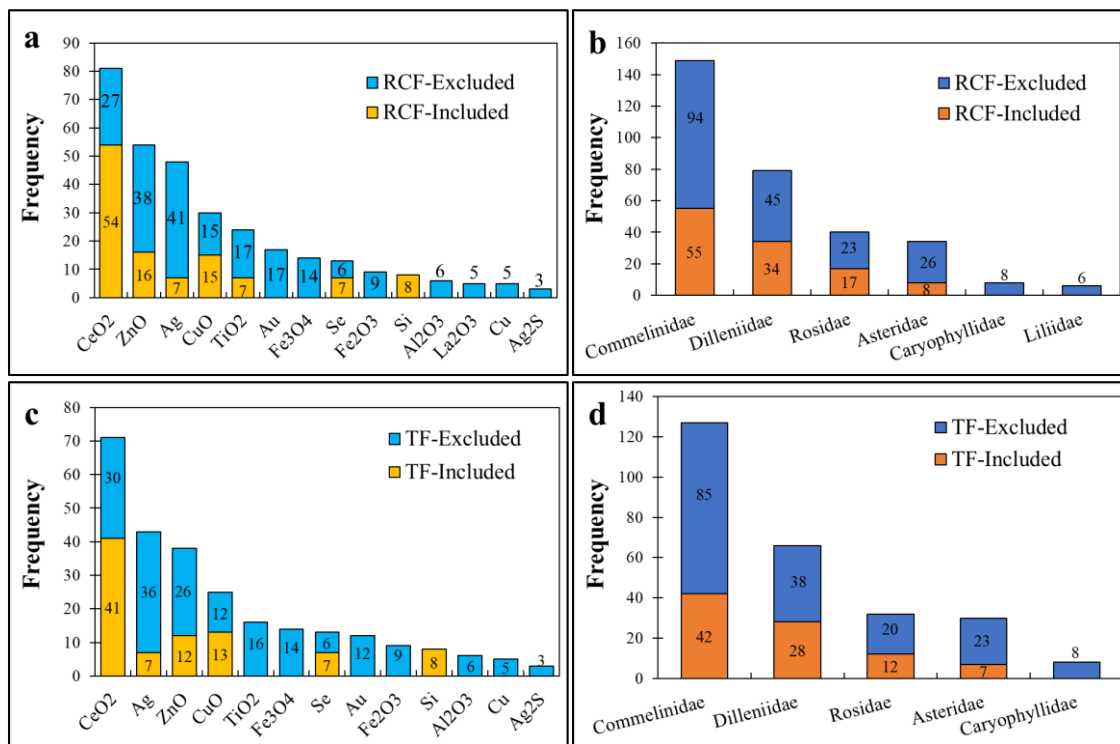 a
Frequency
90
80
70
60
50
40
30
20
10
0
RCF-Excluded
RCF-Included
27
54
38
16
41
7
15
15
17
7
17
14
6
7
9
8
6
5
5
3
CeO2
ZnO
Ag
CuO
TiO2
Au
Fe3O4
Se
Fe2O3
Si
Al2O3
La2O3
Cu
Ag2S
b
Frequency
160
140
120
100
80
60
40
20
0
RCF-Excluded
RCF-Included
94
55
45
34
23
17
26
8
8
6
Commelinidae
Dilleniidae
Rosidae
Asteridae
Caryophyllidae
Liliidae
c
Frequency
80
70
60
50
40
30
20
10
0
TF-Excluded
TF-Included
30
41
36
7
26
12
12
13
16
14
6
7
12
9
8
6
5
3
CeO2
Ag
ZnO
CuO
TiO2
Fe3O4
Se
Au
Fe2O3
Si
Al2O3
Cu
Ag2S
d
Frequency
140
120
100
80
60
40
20
0
TF-Excluded
TF-Included
85
42
38
28
20
12
23
7
8
Commelinidae
Dilleniidae
Rosidae
Asteridae
Caryophyllidae